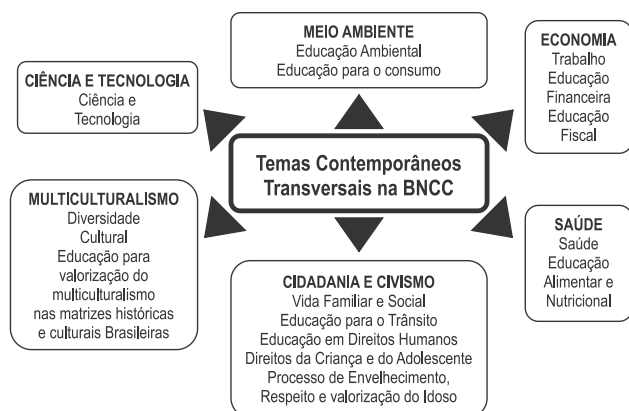 MEIO AMBIENTE
Educação Ambiental
Educação para o consumo
ECONOMIA
Trabalho
Educação
Financeira
Educação
Fiscal
CIÊNCIA E TECNOLOGIA
Ciência e
Tecnologia
Temas Contemporâneos
Transversais na BNCC
MULTICULTURALISMO
Diversidade
Cultural
Educação para
valorização do
multiculturalismo
nas matrizes históricas
e culturais Brasileiras
SAÚDE
Saúde
Educação
Alimentar e
Nutricional
CIDADANIA E CIVISMO
Vida Familiar e Social
Educação para o Trânsito
Educação em Direitos Humanos
Direitos da Criança e do Adolescente
Processo de Envelhecimento,
Respeito e valorização do Idoso